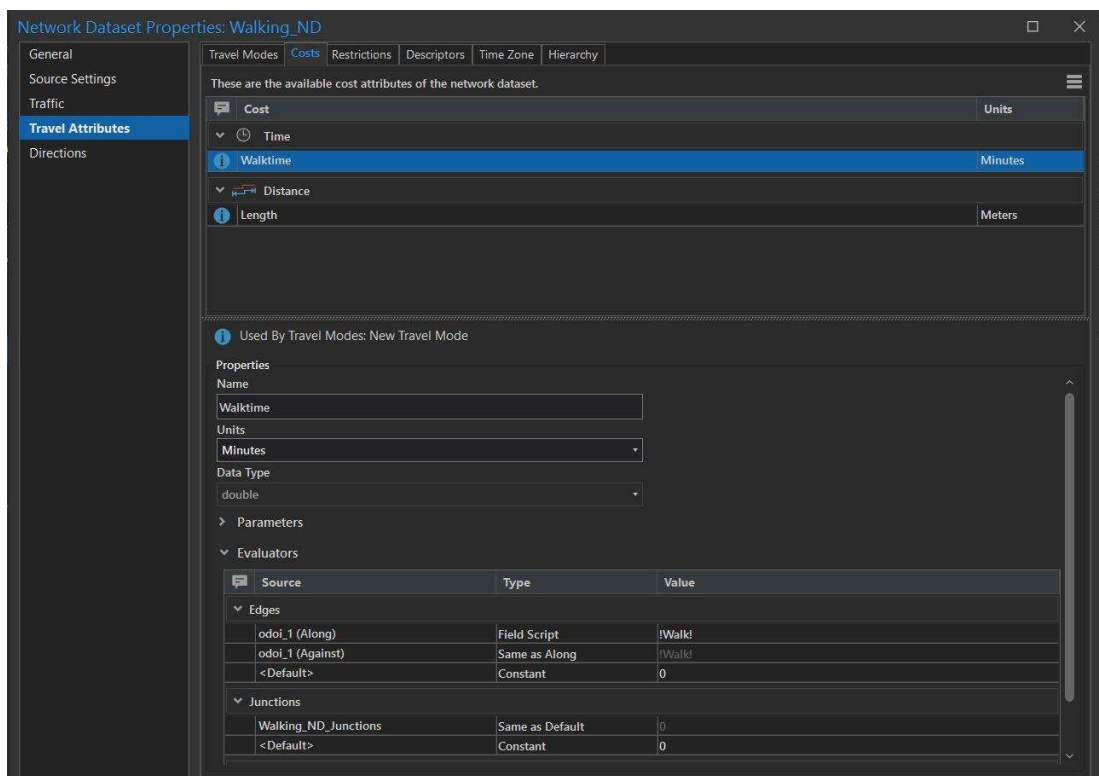 Network Dataset Properties: Walking_ND
General
Source Settings
Traffic
Travel Attributes
Directions
Travel Modes Costs Restrictions Descriptors Time Zone Hierarchy
These are the available cost attributes of the network dataset.
Cost Units
Time
Walktime Minutes
Distance
Length Meters
Used By Travel Modes: New Travel Mode
Properties
Name
Walktime
Units
Minutes
Data Type
double
Parameters
Evaluators
Source Type Value
Edges
odoi_1 (Along) Field Script !Walk!
odoi_1 (Against) Same as Along !Walk!
<Default> Constant 0
Junctions
Walking_ND_Junctions Same as Default 0
<Default> Constant 0